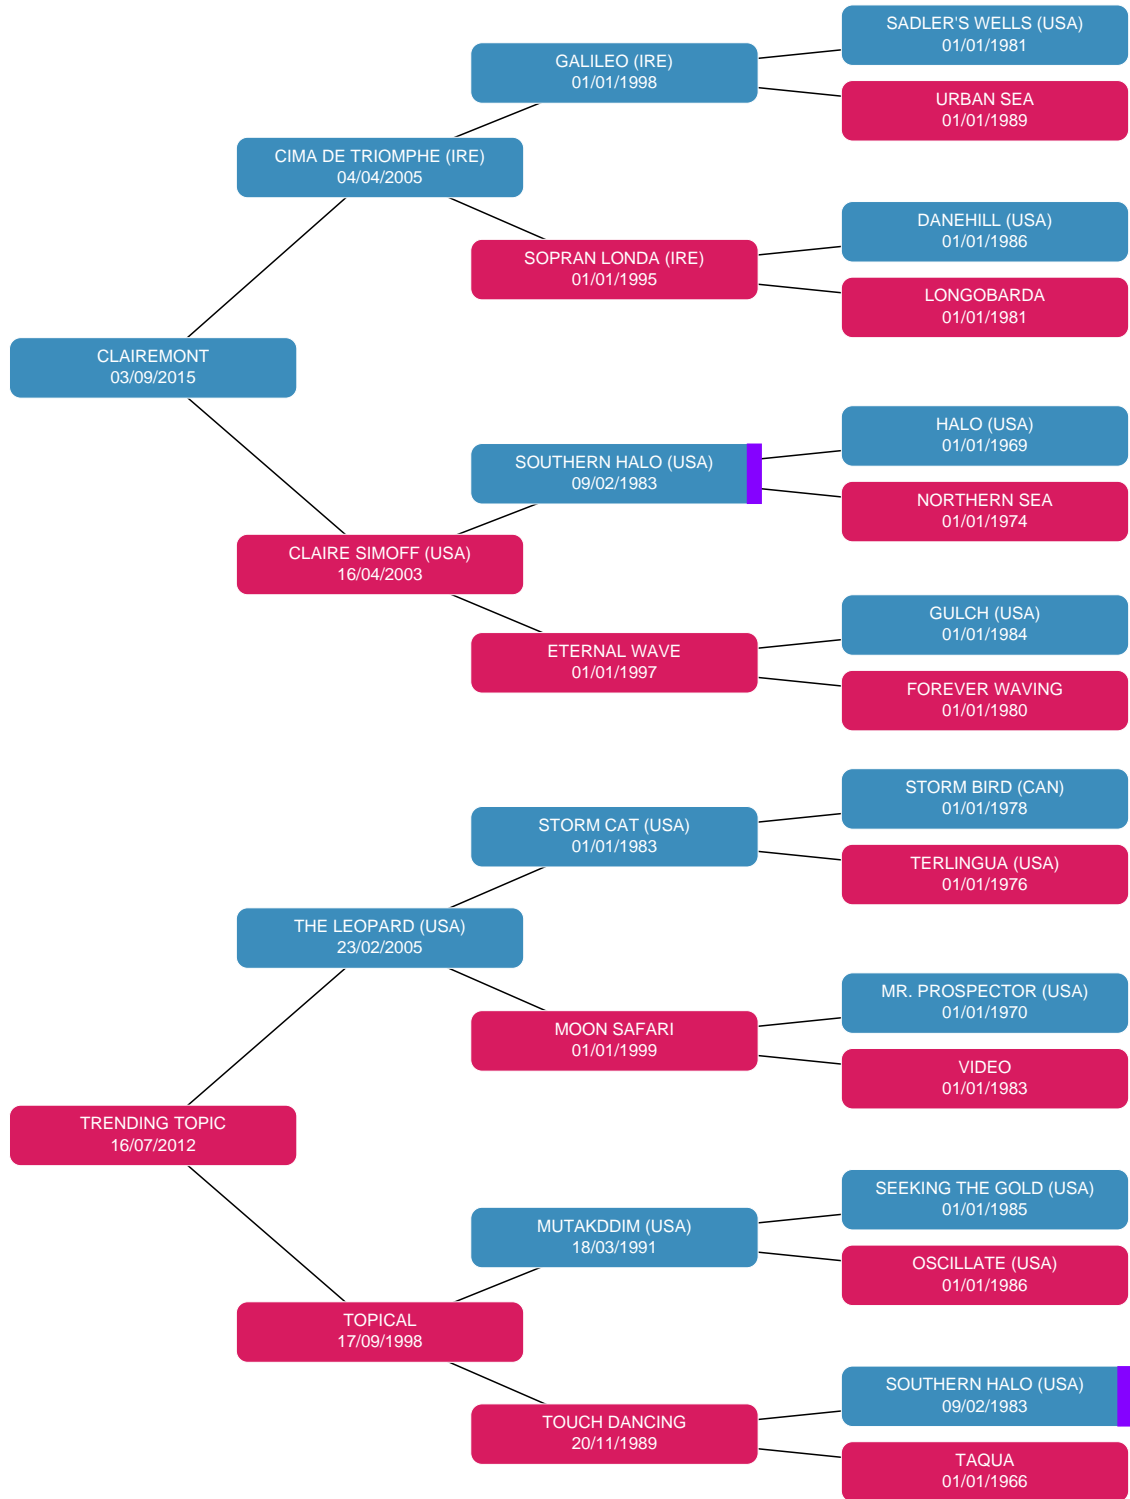 SADLER'S WELLS (USA)
01/01/1981
GALILEO (IRE)
01/01/1998
URBAN SEA
01/01/1989
CIMA DE TRIOMPHE (IRE)
04/04/2005
DANEHILL (USA)
01/01/1986
SOPRAN LONDA (IRE)
01/01/1995
LONGOBARDA
01/01/1981
CLAIREMONT
03/09/2015
HALO (USA)
01/01/1969
SOUTHERN HALO (USA)
09/02/1983
NORTHERN SEA
01/01/1974
CLAIRE SIMOFF (USA)
16/04/2003
GULCH (USA)
01/01/1984
ETERNAL WAVE
01/01/1997
FOREVER WAVING
01/01/1980
STORM BIRD (CAN)
01/01/1978
STORM CAT (USA)
01/01/1983
TERLINGUA (USA)
01/01/1976
THE LEOPARD (USA)
23/02/2005
MR. PROSPECTOR (USA)
01/01/1970
MOON SAFARI
01/01/1999
VIDEO
01/01/1983
TRENDING TOPIC
16/07/2012
SEEKING THE GOLD (USA)
01/01/1985
MUTAKDDIM (USA)
18/03/1991
OSCILLATE (USA)
01/01/1986
TOPICAL
17/09/1998
SOUTHERN HALO (USA)
09/02/1983
TOUCH DANCING
20/11/1989
TAQUA
01/01/1966